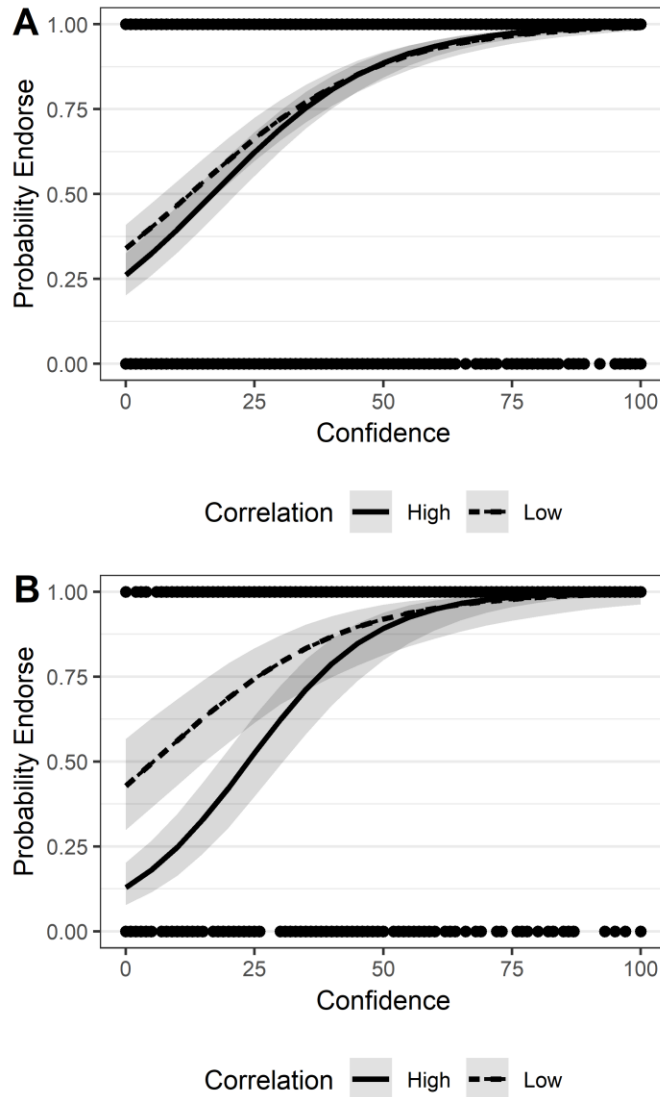 A
1.00
0.75
0.50
0.25
0.00
Probability Endorse
0 25 50 75 100
Confidence
Correlation High Low
B
1.00
0.75
0.50
0.25
0.00
Probability Endorse
0 25 50 75 100
Confidence
Correlation High Low